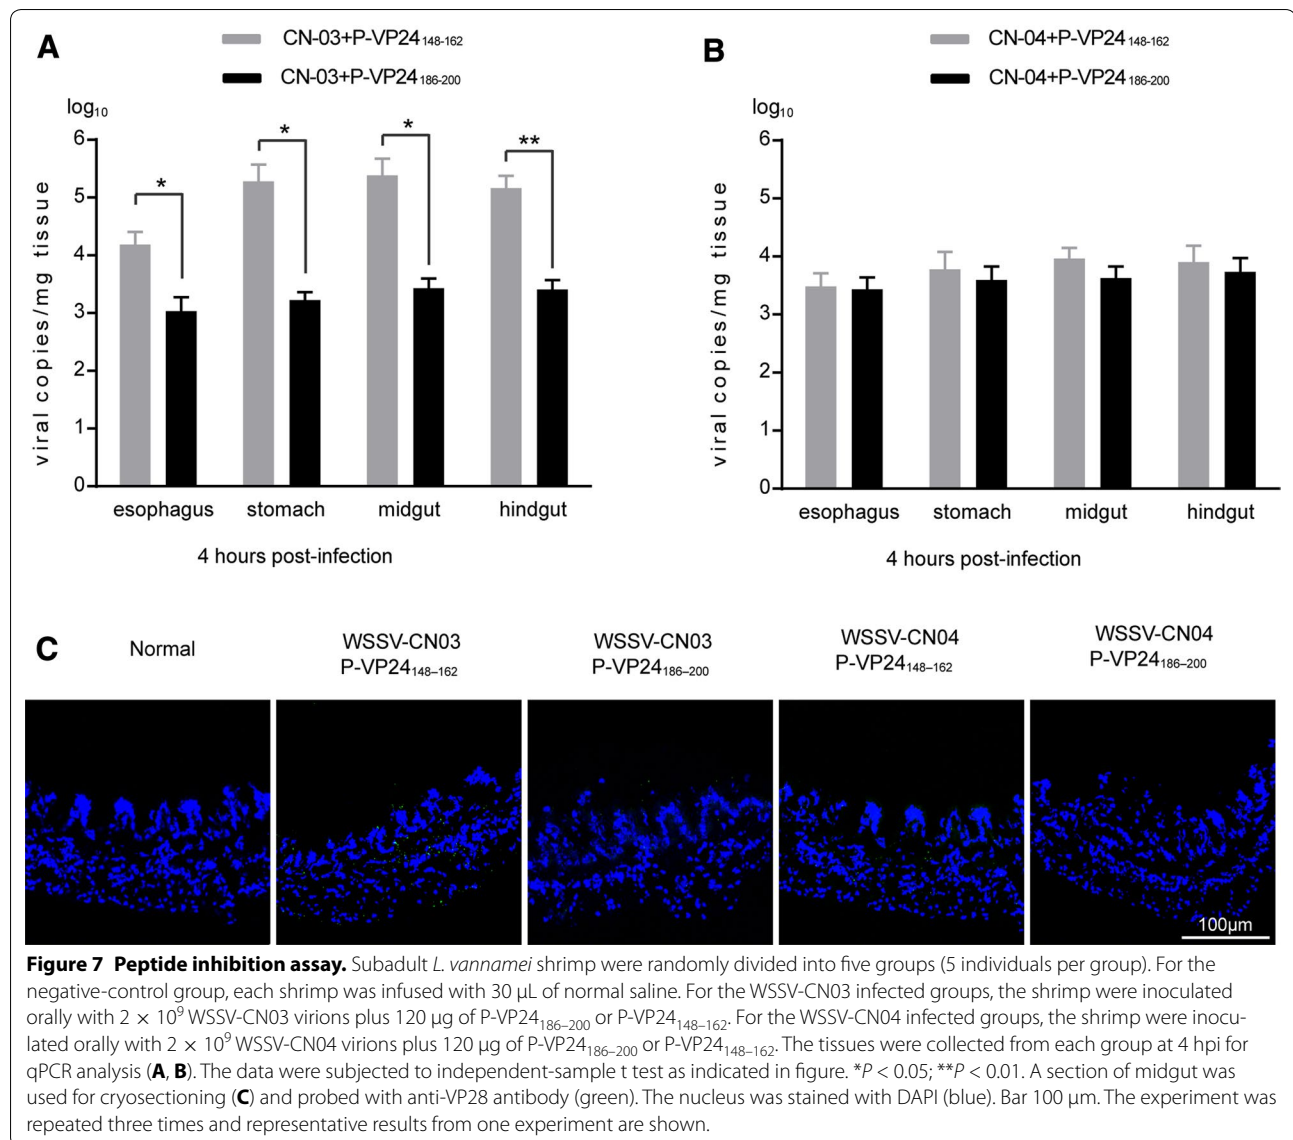 A
CN-03+P-VP24148-162
CN-03+P-VP24186-200
log10
viral copies/mg tissue
6
5
4
3
2
1
0
*
*
*
**
esophagus stomach midgut hindgut
4 hours post-infection
B
CN-04+P-VP24148-162
CN-04+P-VP24186-200
log10
viral copies/mg tissue
6
5
4
3
2
1
0
esophagus stomach midgut hindgut
4 hours post-infection
C
Normal
WSSV-CN03
P-VP24148–162
WSSV-CN03
P-VP24186–200
WSSV-CN04
P-VP24148–162
WSSV-CN04
P-VP24186–200
100μm
Figure 7 Peptide inhibition assay. Subadult L. vannamei shrimp were randomly divided into five groups (5 individuals per group). For the
negative-control group, each shrimp was infused with 30 μL of normal saline. For the WSSV-CN03 infected groups, the shrimp were inoculated
orally with 2 × 10⁹ WSSV-CN03 virions plus 120 μg of P-VP24186–200 or P-VP24148–162. For the WSSV-CN04 infected groups, the shrimp were inocu-
lated orally with 2 × 10⁹ WSSV-CN04 virions plus 120 μg of P-VP24186–200 or P-VP24148–162. The tissues were collected from each group at 4 hpi for
qPCR analysis (A, B). The data were subjected to independent-sample t test as indicated in figure. *P < 0.05; **P < 0.01. A section of midgut was
used for cryosectioning (C) and probed with anti-VP28 antibody (green). The nucleus was stained with DAPI (blue). Bar 100 μm. The experiment was
repeated three times and representative results from one experiment are shown.